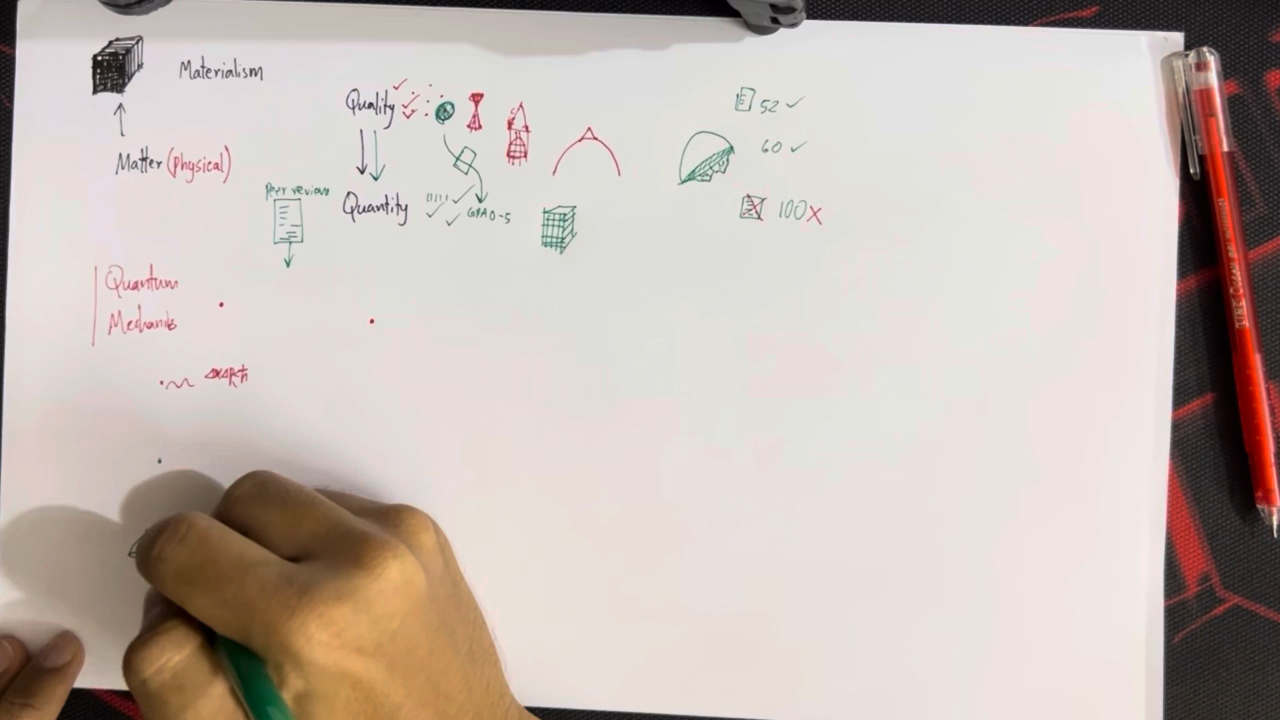 Materialism
Matter (physical)
Quality
Quantity
Peer review
GPA 0-5
52 ✓
60 ✓
100 x
Quantum
Mechanics